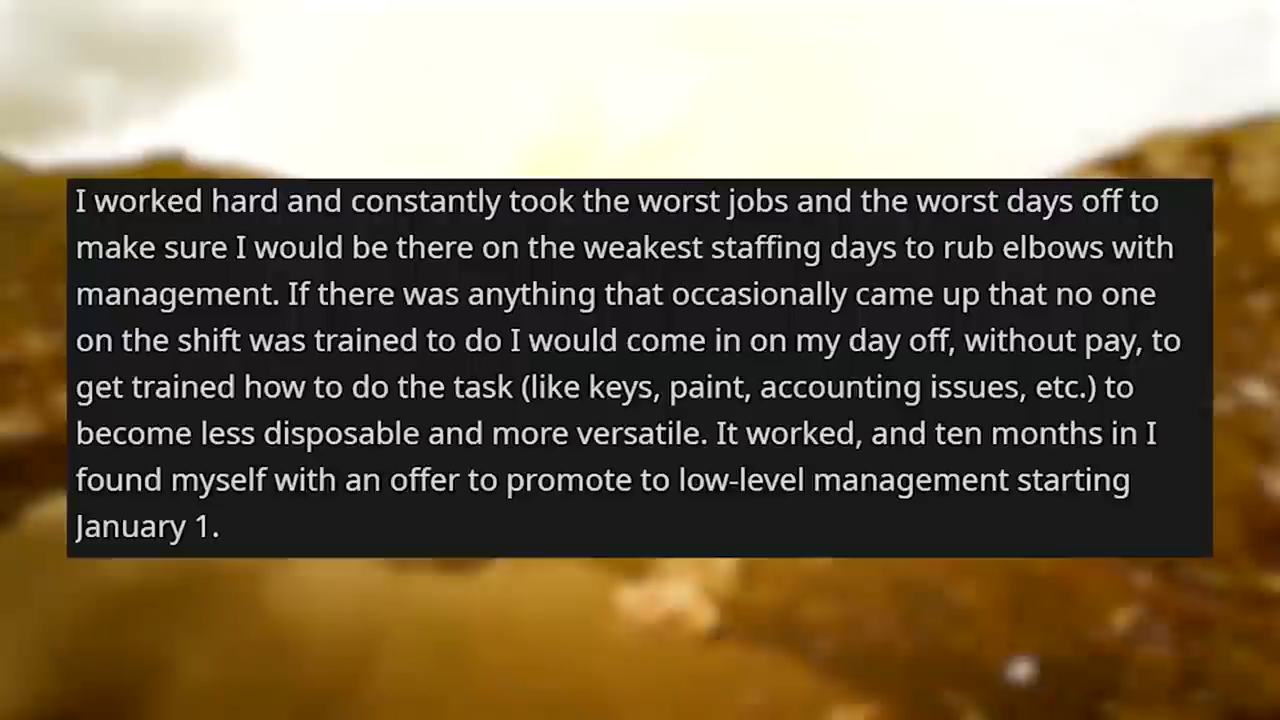 I worked hard and constantly took the worst jobs and the worst days off to
make sure I would be there on the weakest staffing days to rub elbows with
management. If there was anything that occasionally came up that no one
on the shift was trained to do I would come in on my day off, without pay, to
get trained how to do the task (like keys, paint, accounting issues, etc.) to
become less disposable and more versatile. It worked, and ten months in I
found myself with an offer to promote to low-level management starting
January 1.